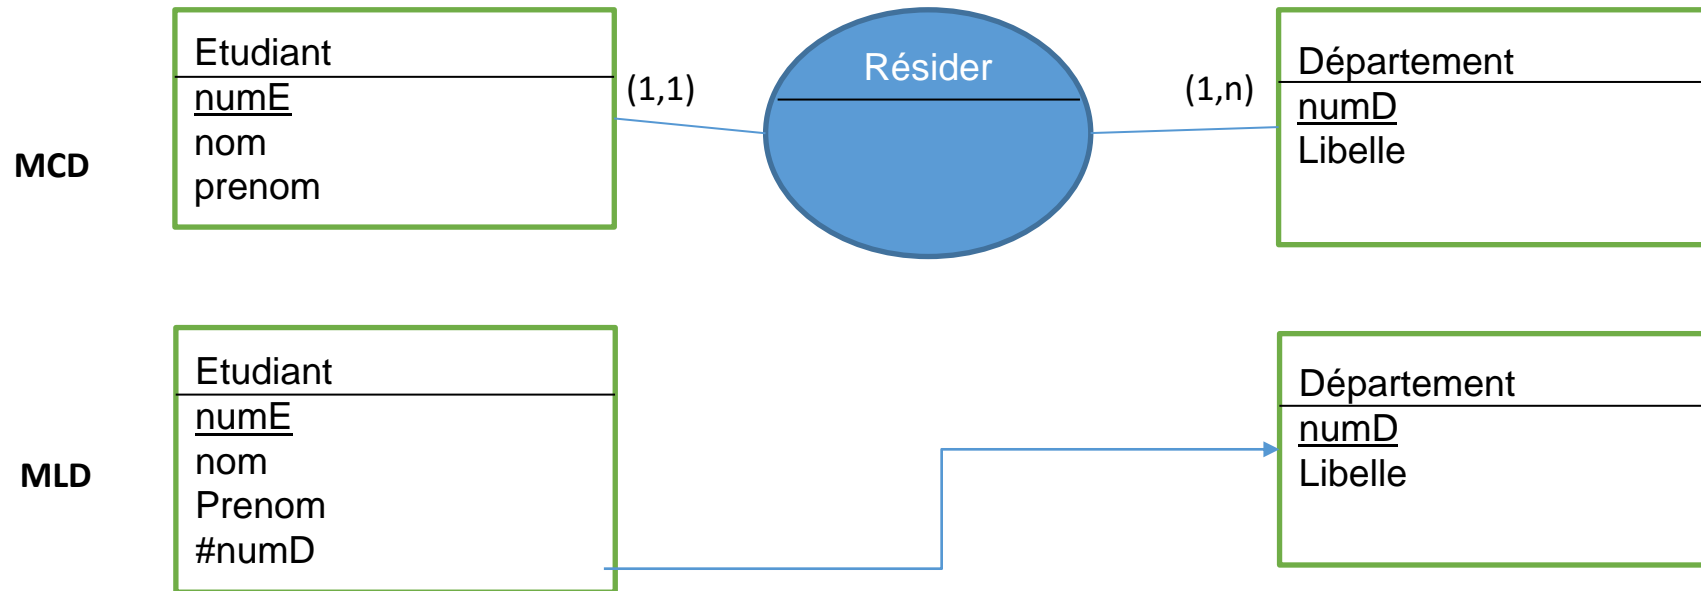 MCD
Etudiant
numE
nom
prenom
(1,1)
Résider
(1,n)
Département
numD
Libelle
MLD
Etudiant
numE
nom
Prenom
#numD
Département
numD
Libelle